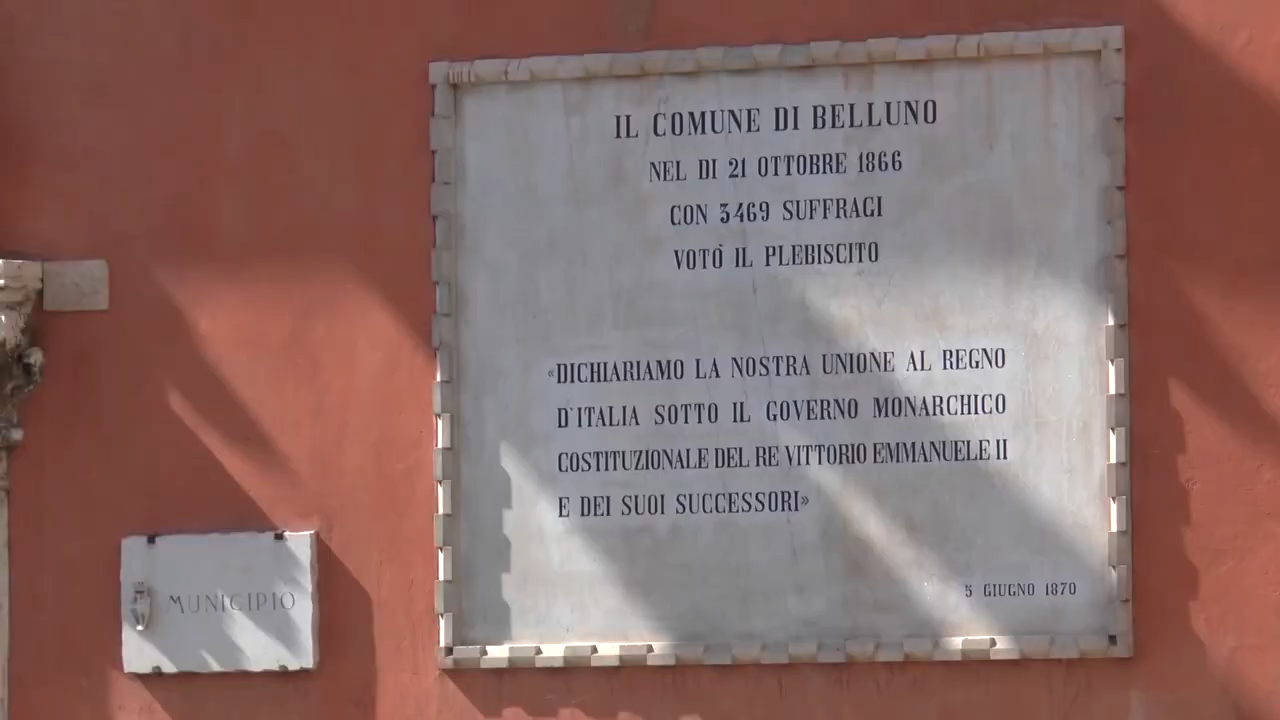 IL COMUNE DI BELLUNO
NEL DI 21 OTTOBRE 1866
CON 3469 SUFFRAGI
VOTÒ IL PLEBISCITO
«DICHIARIAMO LA NOSTRA UNIONE AL REGNO
D'ITALIA SOTTO IL GOVERNO MONARCHICO
COSTITUZIONALE DEL RE VITTORIO EMMANUELE II
E DEI SUOI SUCCESSORI»
5 GIUGNO 1870
MUNICIPIO